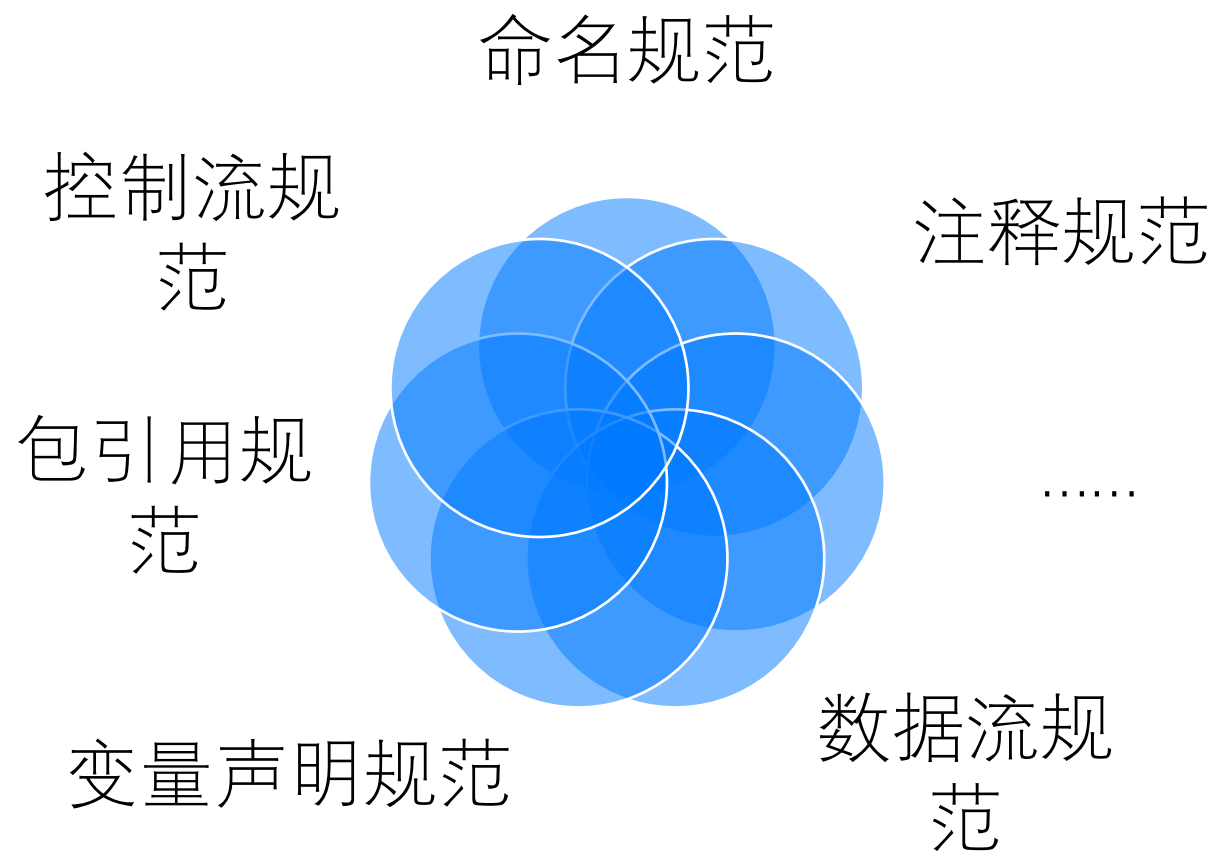 命名规范
控制流规
范
注释规范
包引用规
范
……
数据流规
范
变量声明规范